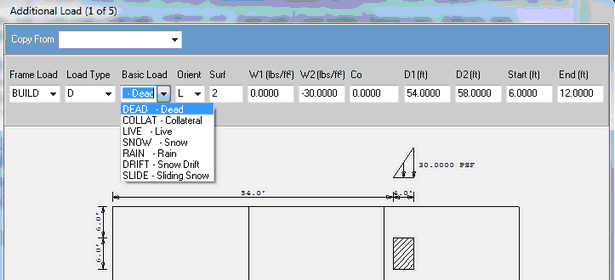 Additional Load (1 of 5)
Copy From
Frame Load Load Type Basic Load Orient Surf W1 (lbs/ft²) W2 (lbs/ft²) Co D1 (ft) D2 (ft) Start (ft) End (ft)
BUILD D - Dead L 2 0.0000 -30.0000 0.0000 54.0000 58.0000 6.0000 12.0000
DEAD - Dead
COLLAT - Collateral
LIVE - Live
SNOW - Snow
RAIN - Rain
DRIFT - Snow Drift
SLIDE - Sliding Snow
30.0000 PSF
54.0'
4.0'
6.0'
6.0'